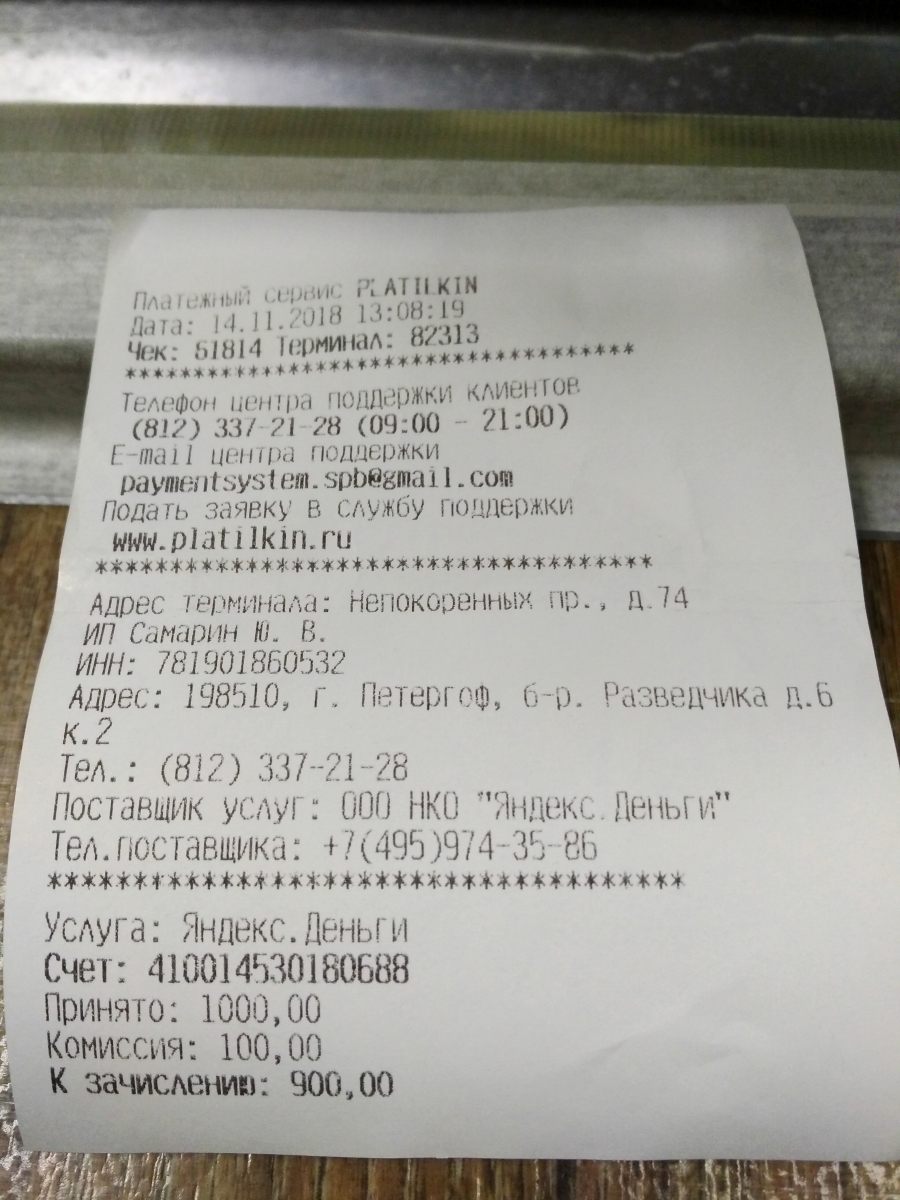 Платежный сервис PLATILKIN
Дата: 14.11.2018 13:08:19
Чек: 51814 Терминал: 82313
**********************************
Телефон центра поддержки клиентов
(812) 337-21-28 (09:00 - 21:00)
E-mail центра поддержки
paymentsystem.spb@gmail.com
Подать заявку в службу поддержки
www.platilkin.ru
**********************************
Адрес терминала: Непокоренных пр., д.74
ИП Самарин Ю. В.
ИНН: 781901860532
Адрес: 198510, г. Петергоф, б-р. Разведчика д.6
к.2
Тел.: (812) 337-21-28
Поставщик услуг: ООО НКО "Яндекс.Деньги"
Тел.поставщика: +7(495)974-35-86
**********************************
Услуга: Яндекс.Деньги
Счет: 410014530180688
Принято: 1000,00
Комиссия: 100,00
К зачислению: 900,00